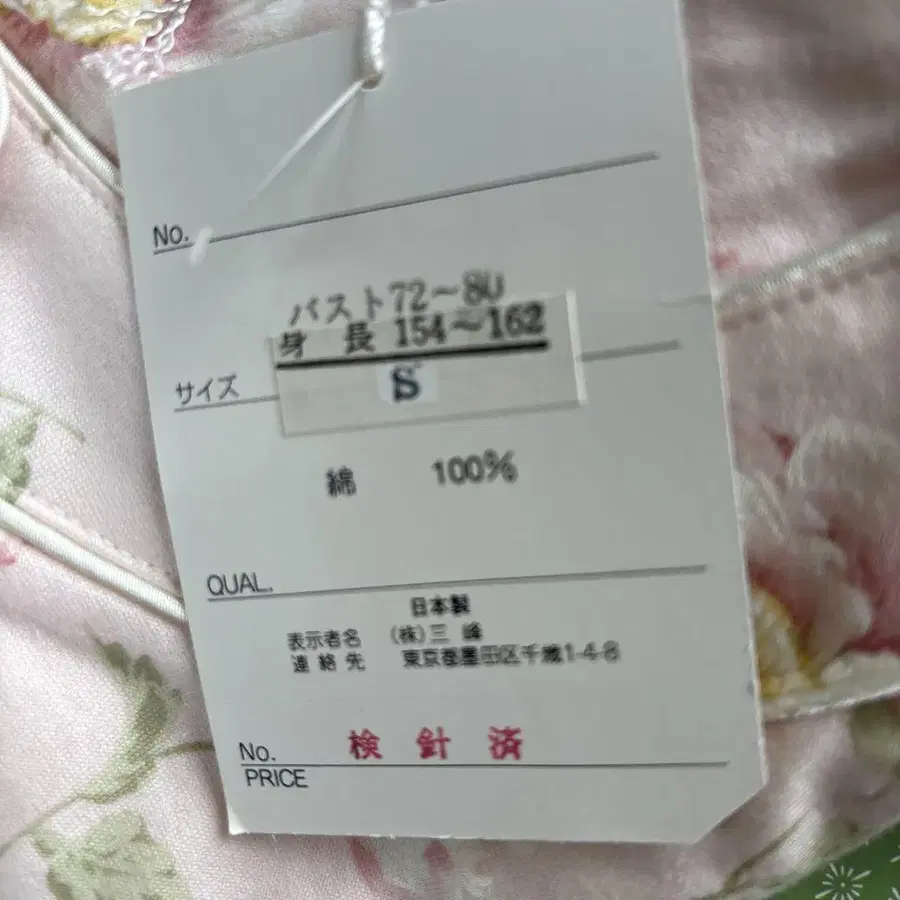 No.
バスト72～80
身 長 154～162
サイズ S
綿 100%
QUAL.
日本製
表示者名 (株)三 峰
連 絡 先 東京都墨田区千歳1-4-8
No. 検 針 済
PRICE